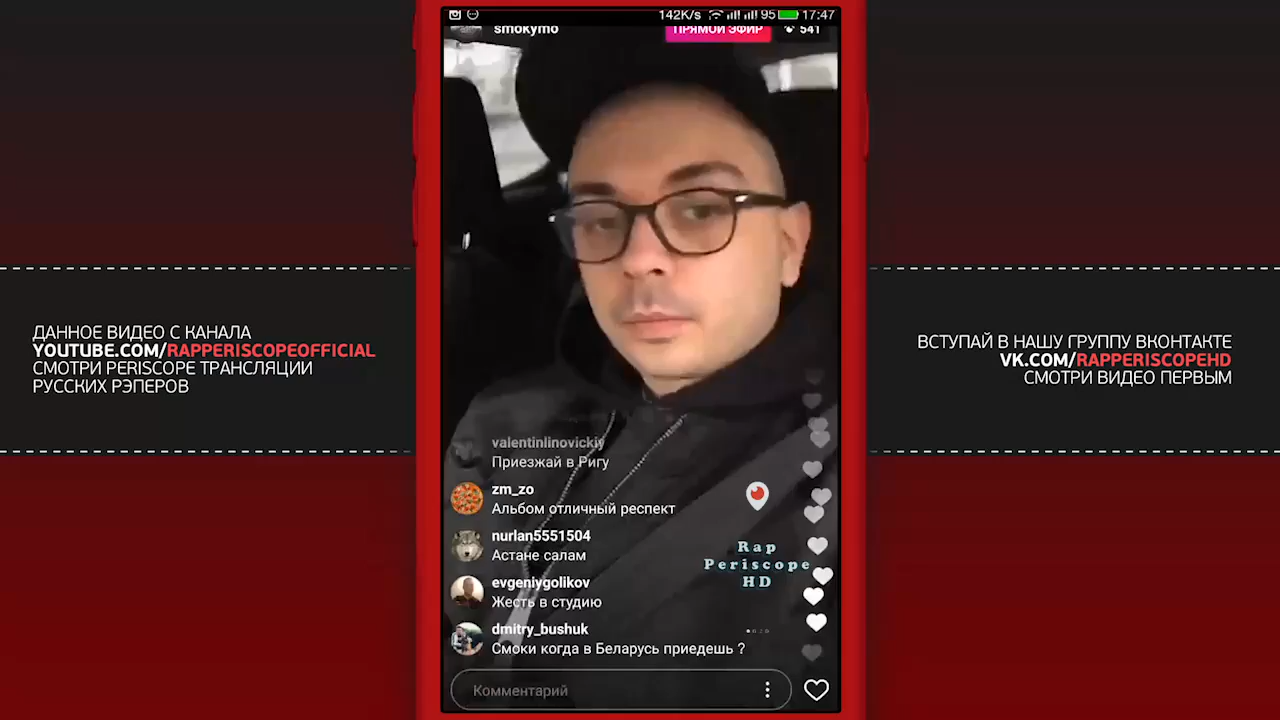 142K/s 95 17:47
smokymo
ПРЯМОЙ ЭФИР
541
ДАННОЕ ВИДЕО С КАНАЛА
YOUTUBE.COM/RAPPERISCOPEOFFICIAL
СМОТРИ PERISCOPE ТРАНСЛЯЦИИ
РУССКИХ РЭПЕРОВ
ВСТУПАЙ В НАШУ ГРУППУ ВКОНТАКТЕ
VK.COM/RAPPERISCOPEHD
СМОТРИ ВИДЕО ПЕРВЫМ
valentinlinovickiy
Приезжай в Ригу
zm_zo
Альбом отличный респект
nurlan5551504
Астане салам
evgeniygolikov
Жесть в студию
dmitry_bushuk
Смоки когда в Беларусь приедешь ?
Rap
Periscope
HD
Комментарий